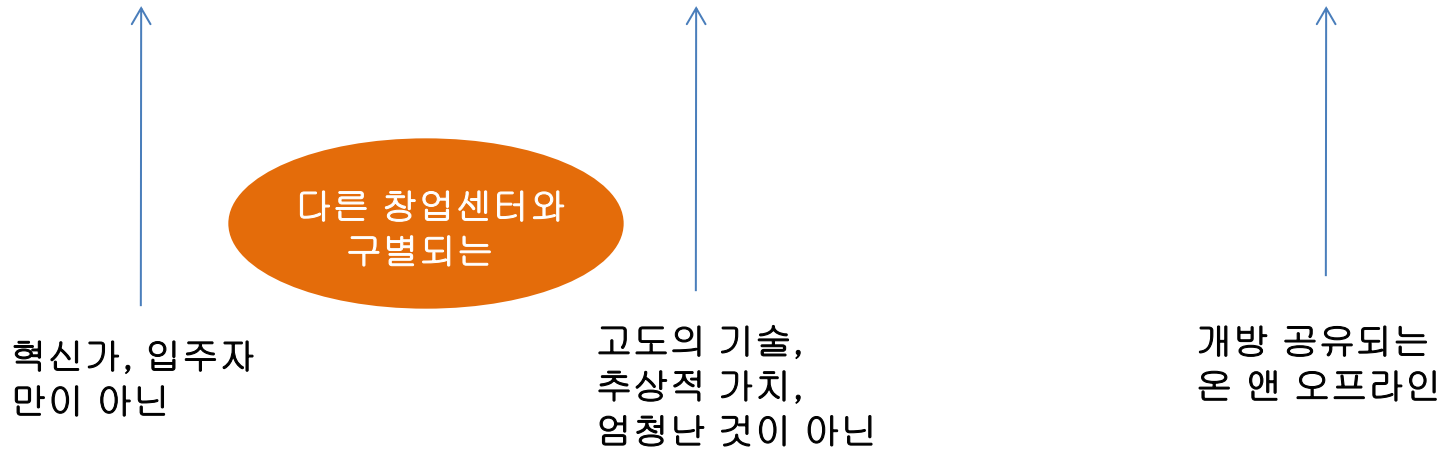 다른 창업센터와
구별되는
혁신가, 입주자
만이 아닌
고도의 기술,
추상적 가치,
엄청난 것이 아닌
개방 공유되는
온 앤 오프라인